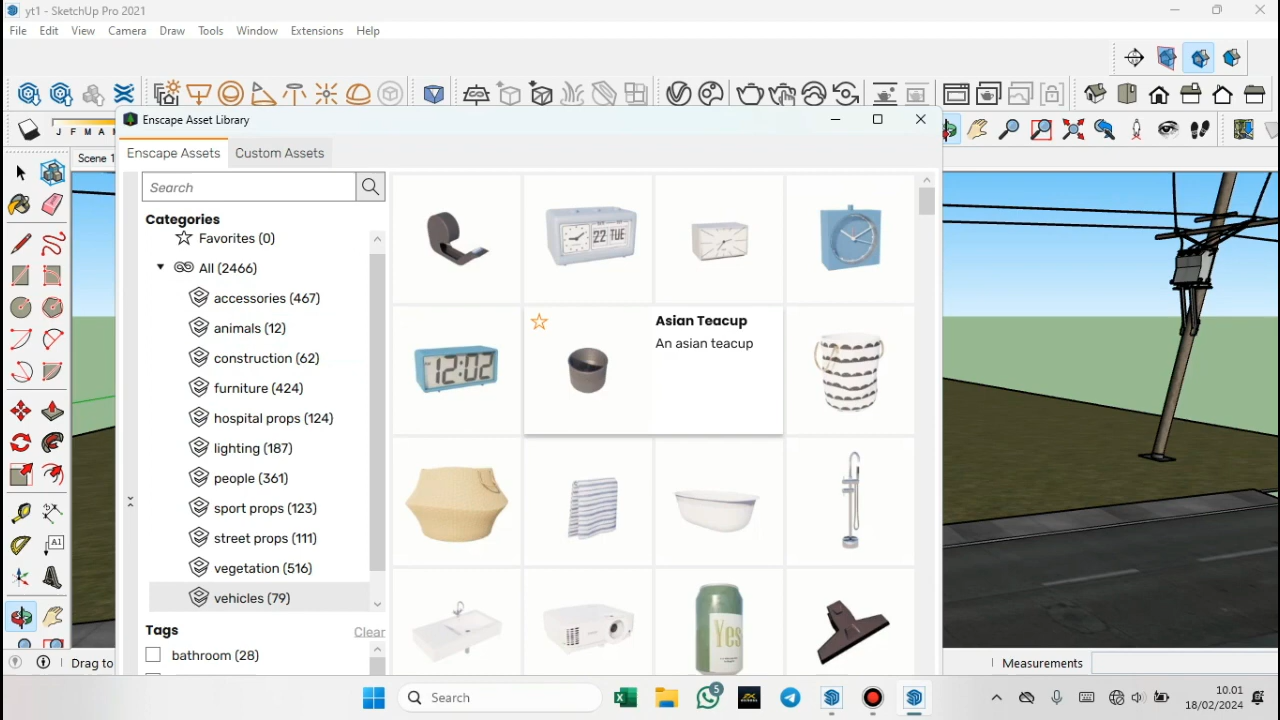 yt1 - SketchUp Pro 2021
File Edit View Camera Draw Tools Window Extensions Help
J F M A
Enscape Asset Library
Scene 1
Enscape Assets Custom Assets
Search
Categories
Favorites (0)
All (2466)
accessories (467)
animals (12)
construction (62)
furniture (424)
hospital props (124)
lighting (187)
people (361)
sport props (123)
street props (111)
vegetation (516)
vehicles (79)
Tags Clear
bathroom (28)
22 TUE
12:02
Asian Teacup
An asian teacup
Yes
A1
Drag to
Measurements
Search
5
10.01
18/02/2024